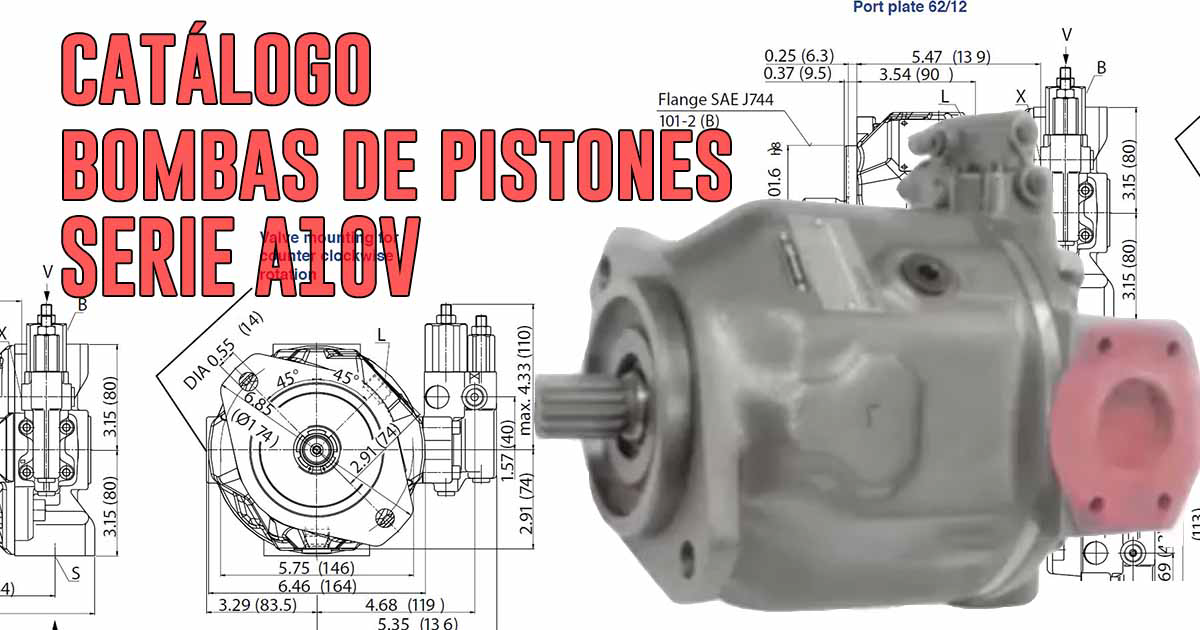 Port plate 62/12
CATÁLOGO
BOMBAS DE PISTONES
SERIE A10V
0.25 (6.3)
5.47 (13 9)
0.37 (9.5)
3.54 (90 )
Flange SAE J744
101-2 (B)
L
X
V
B
3.15 (80)
3.15 (80)
01.6
Valve mounting for
counter clockwise
rotation
V
B
X
3.15 (80)
3.15 (80)
S
4)
DIA 0.55 (14)
45°
45°
6.85
(Ø174)
2.91 (74)
L
max. 4.33 (110)
1.57 (40)
2.91 (74)
5.75 (146)
6.46 (164)
3.29 (83.5)
4.68 (119 )
5.35 (13 6)
(113)